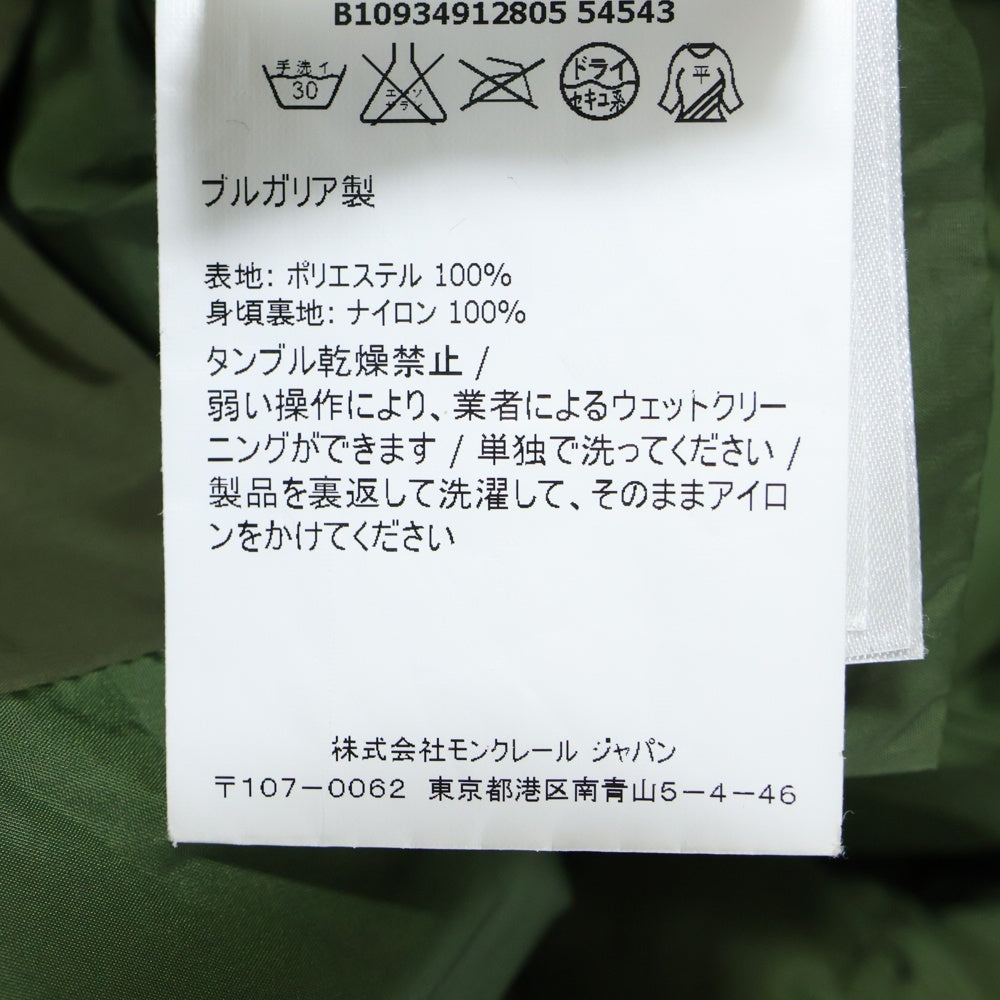 B10934912805 54543
手洗イ エンソ ドライ 平
30 サラシ セキユ系
ブルガリア製
表地: ポリエステル 100%
身頃裏地: ナイロン 100%
タンブル乾燥禁止 /
弱い操作により、業者によるウェットクリー
ニングができます / 単独で洗ってください /
製品を裏返して洗濯して、そのままアイロ
ンをかけてください
株式会社モンクレール ジャパン
〒107-0062 東京都港区南青山5-4-46